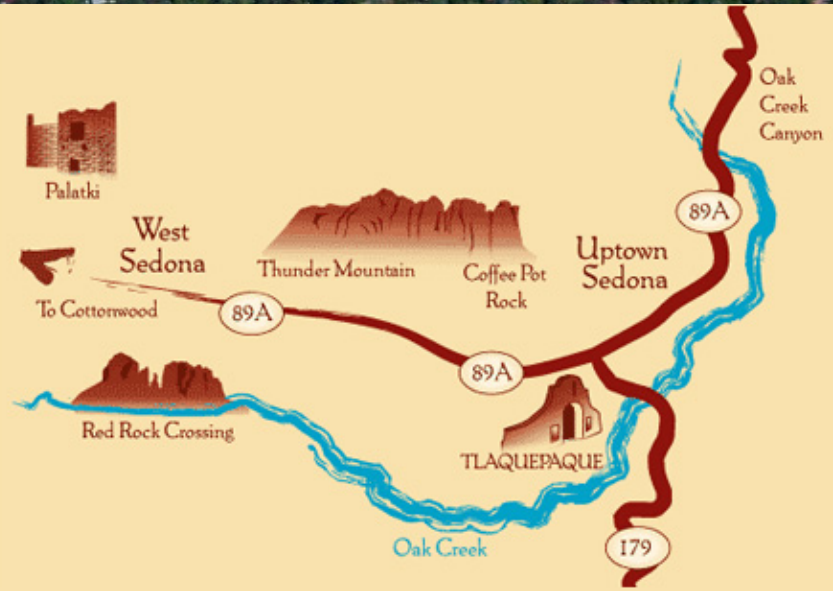 Oak
Creek
Canyon
Palatki
89A
West
Sedona
Uptown
Sedona
Thunder Mountain
Coffee Pot
Rock
To Cottonwood
89A
89A
Red Rock Crossing
TLAQUEPAQUE
Oak Creek
179